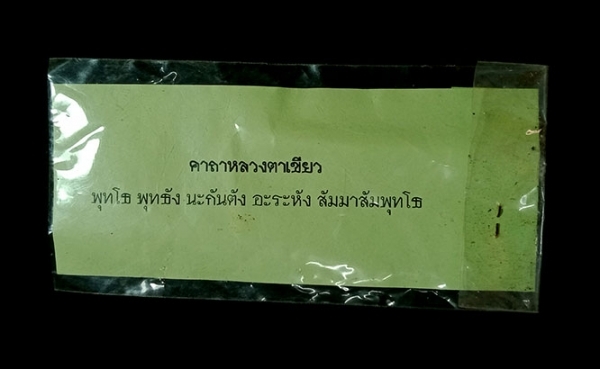 คาถาหลวงตาเขียว
พุทโธ พุทธัง นะกันตัง อะระหัง สัมมาสัมพุทโธ